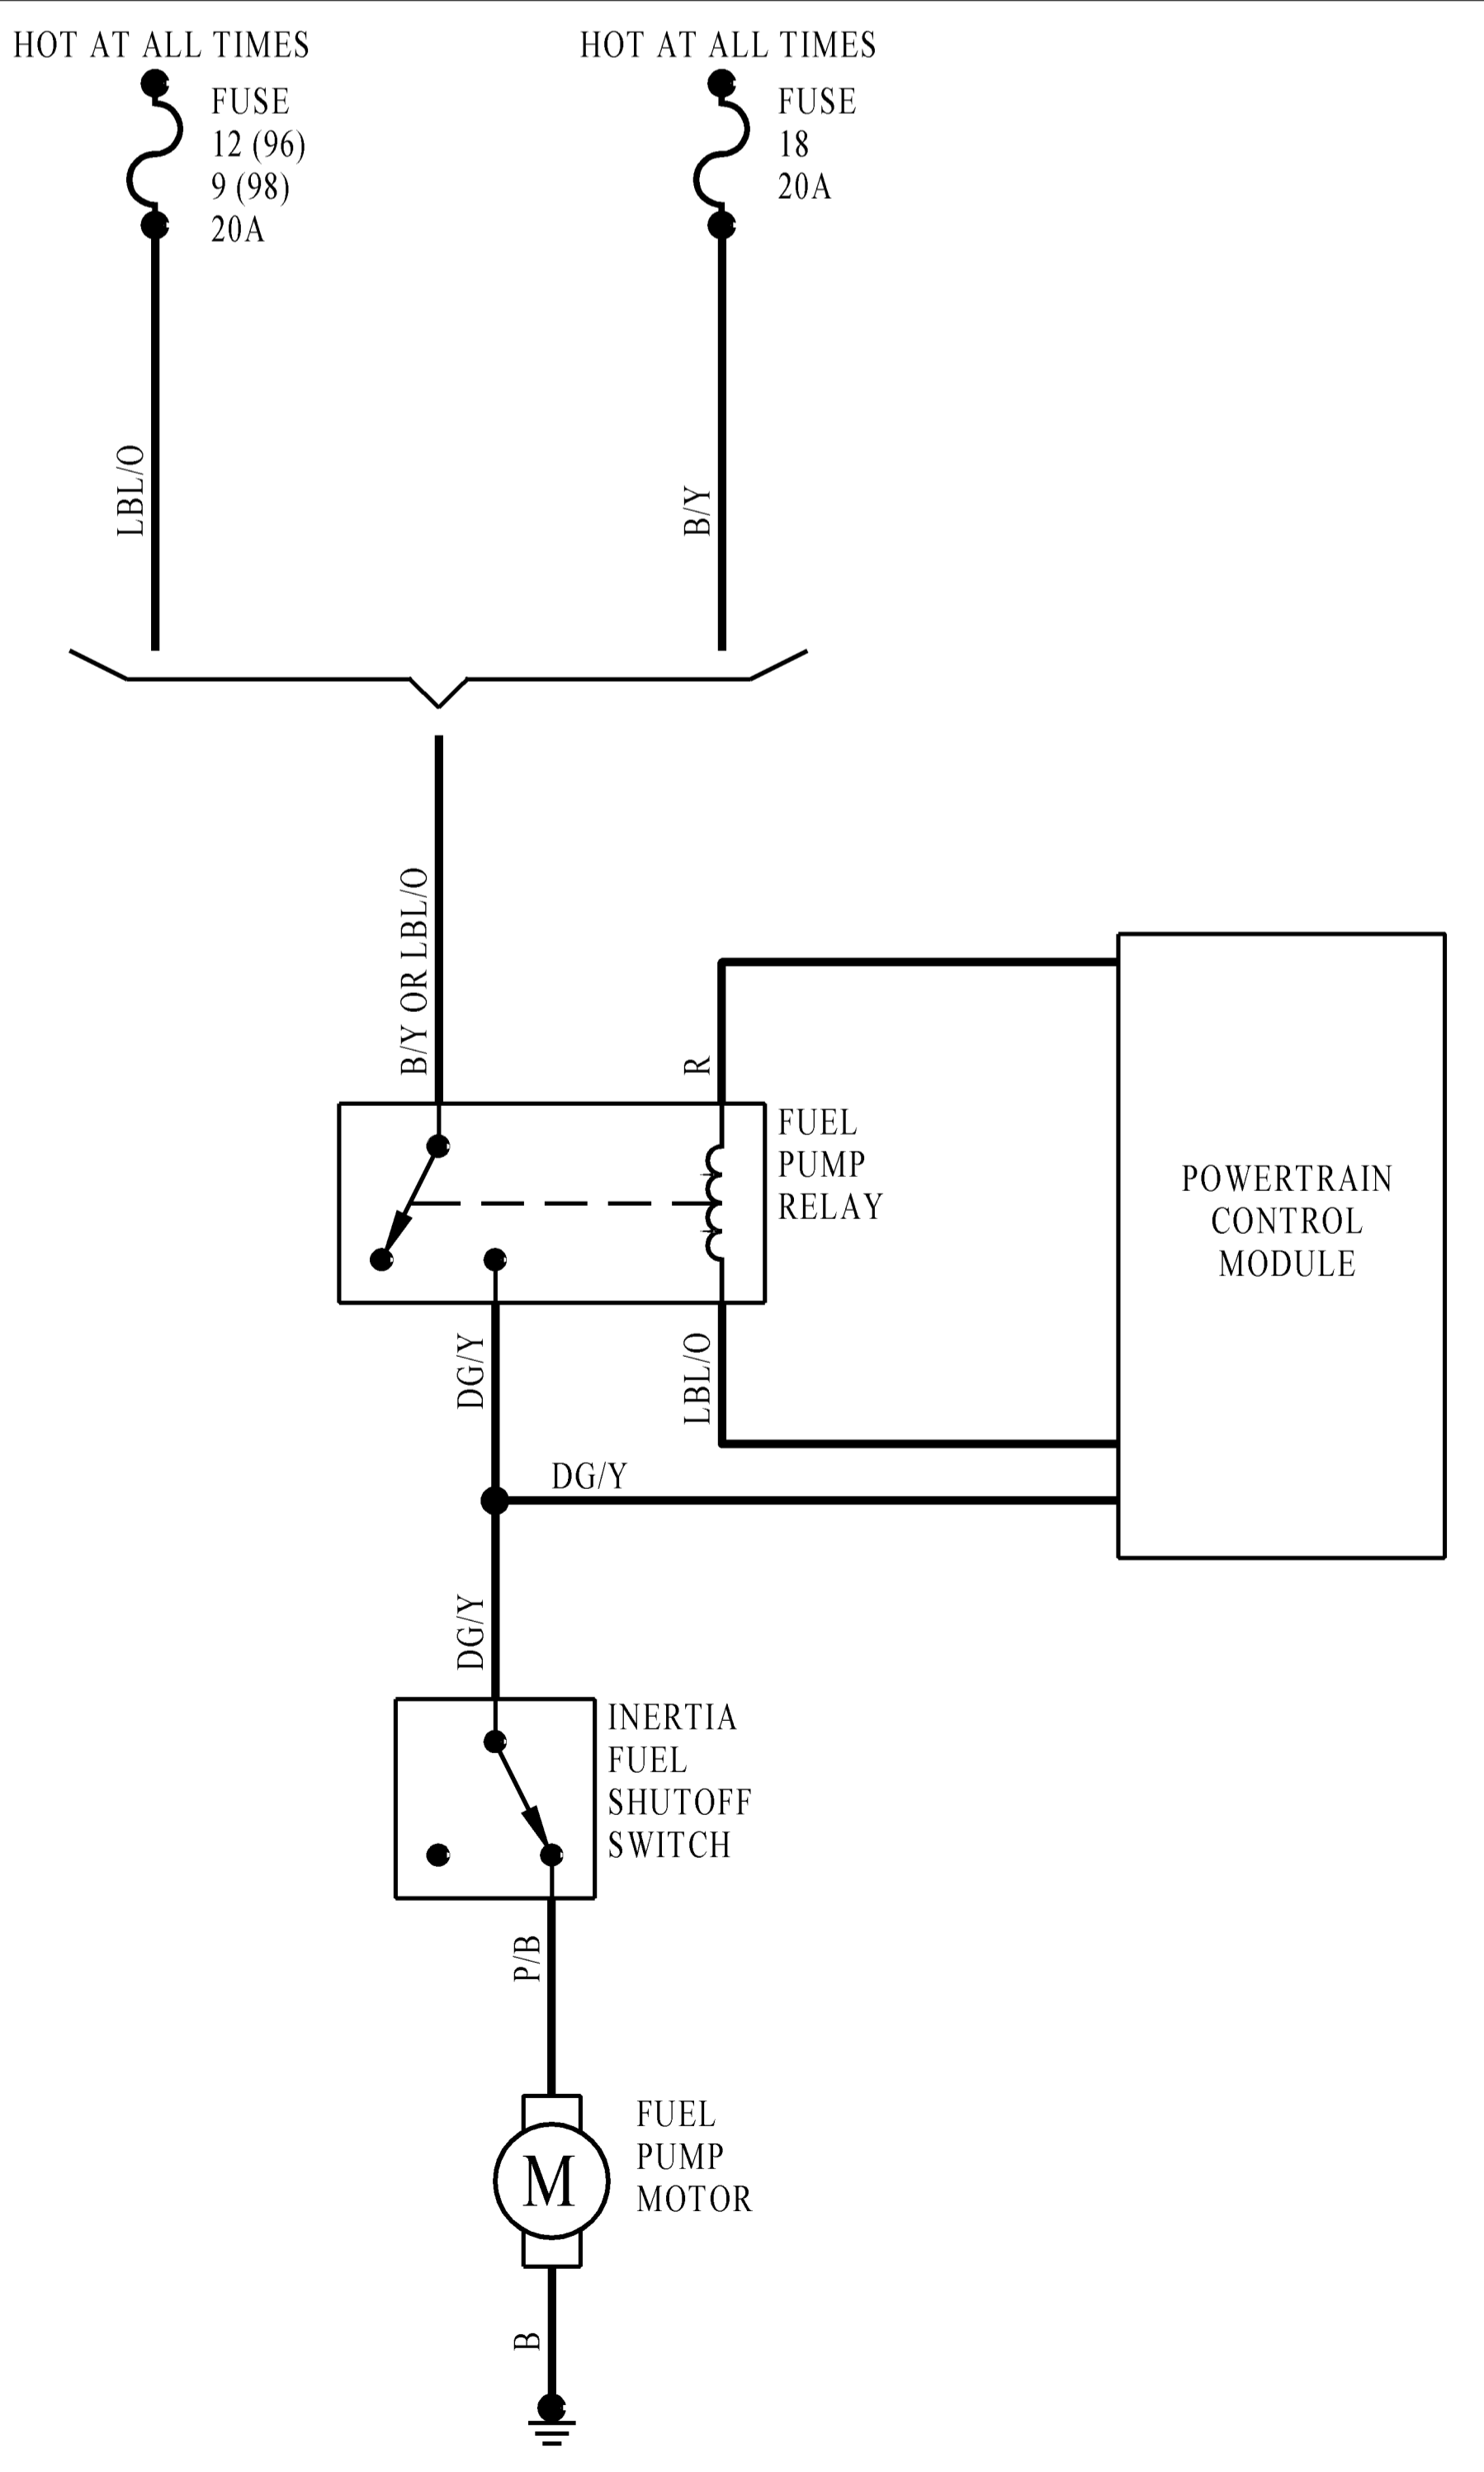 HOT AT ALL TIMES
FUSE
12 (96)
9 (98)
20A
HOT AT ALL TIMES
FUSE
18
20A
LBL/O
B/Y
B/Y OR LBL/O
R
FUEL
PUMP
RELAY
POWERTRAIN
CONTROL
MODULE
DG/Y
LBL/O
DG/Y
DG/Y
INERTIA
FUEL
SHUTOFF
SWITCH
P/B
M
FUEL
PUMP
MOTOR
B